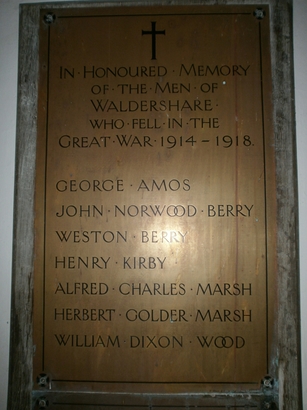 IN · HONOURED · MEMORY
OF · THE · MEN · OF
WALDERSHARE ·
WHO · FELL · IN · THE
GREAT · WAR · 1914 – 1918.
GEORGE · AMOS
JOHN · NORWOOD · BERRY
WESTON · BERRY
HENRY · KIRBY
ALFRED · CHARLES · MARSH
HERBERT · GOLDER · MARSH
WILLIAM · DIXON · WOOD